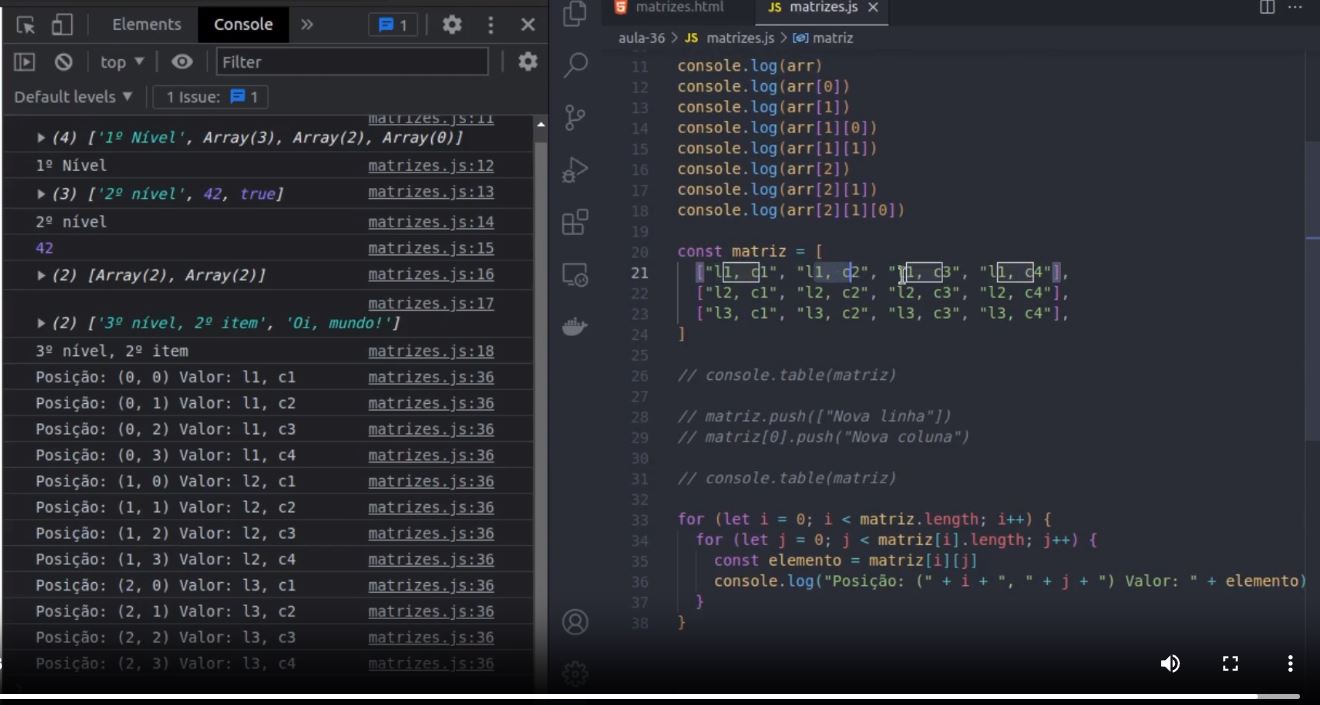 Elements Console » 1
top ▼ Filter
Default levels ▼ 1 Issue: 1
matrizes.js:11
▶ (4) ['1º Nível', Array(3), Array(2), Array(0)]
1º Nível matrizes.js:12
▶ (3) ['2º nível', 42, true] matrizes.js:13
2º nível matrizes.js:14
42 matrizes.js:15
▶ (2) [Array(2), Array(2)] matrizes.js:16
matrizes.js:17
▶ (2) ['3º nível, 2º item', 'Oi, mundo!']
3º nível, 2º item matrizes.js:18
Posição: (0, 0) Valor: l1, c1 matrizes.js:36
Posição: (0, 1) Valor: l1, c2 matrizes.js:36
Posição: (0, 2) Valor: l1, c3 matrizes.js:36
Posição: (0, 3) Valor: l1, c4 matrizes.js:36
Posição: (1, 0) Valor: l2, c1 matrizes.js:36
Posição: (1, 1) Valor: l2, c2 matrizes.js:36
Posição: (1, 2) Valor: l2, c3 matrizes.js:36
Posição: (1, 3) Valor: l2, c4 matrizes.js:36
Posição: (2, 0) Valor: l3, c1 matrizes.js:36
Posição: (2, 1) Valor: l3, c2 matrizes.js:36
Posição: (2, 2) Valor: l3, c3 matrizes.js:36
Posição: (2, 3) Valor: l3, c4 matrizes.js:36
matrizes.html JS matrizes.js
aula-36 > JS matrizes.js > matriz
11 console.log(arr)
12 console.log(arr[0])
13 console.log(arr[1])
14 console.log(arr[1][0])
15 console.log(arr[1][1])
16 console.log(arr[2])
17 console.log(arr[2][1])
18 console.log(arr[2][1][0])
19
20 const matriz = [
21 ["l1, c1", "l1, c2", "l1, c3", "l1, c4"],
22 ["l2, c1", "l2, c2", "l2, c3", "l2, c4"],
23 ["l3, c1", "l3, c2", "l3, c3", "l3, c4"],
24 ]
25
26 // console.table(matriz)
27
28 // matriz.push(["Nova linha"])
29 // matriz[0].push("Nova coluna")
30
31 // console.table(matriz)
32
33 for (let i = 0; i < matriz.length; i++) {
34 for (let j = 0; j < matriz[i].length; j++) {
35 const elemento = matriz[i][j]
36 console.log("Posição: (" + i + ", " + j + ") Valor: " + elemento)
37 }
38 }